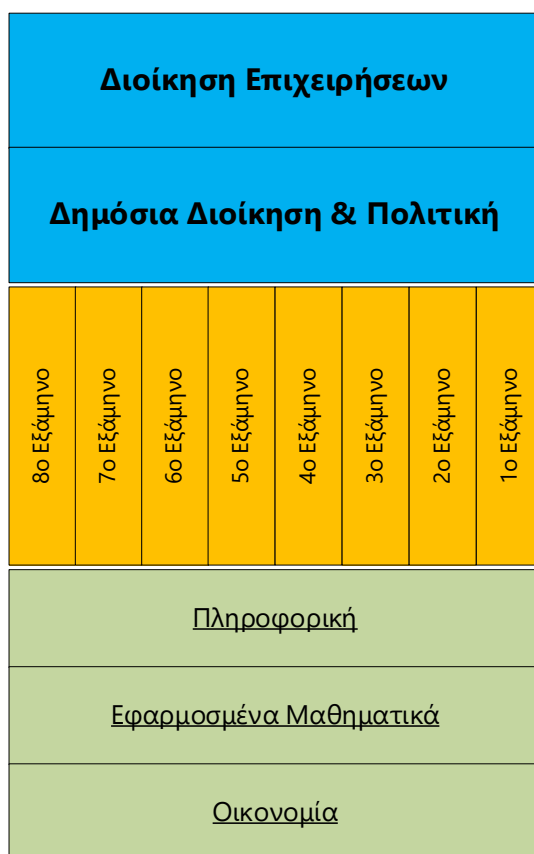 Διοίκηση Επιχειρήσεων
Δημόσια Διοίκηση & Πολιτική
8ο Εξάμηνο
7ο Εξάμηνο
6ο Εξάμηνο
5ο Εξάμηνο
4ο Εξάμηνο
3ο Εξάμηνο
2ο Εξάμηνο
1ο Εξάμηνο
Πληροφορική
Εφαρμοσμένα Μαθηματικά
Οικονομία